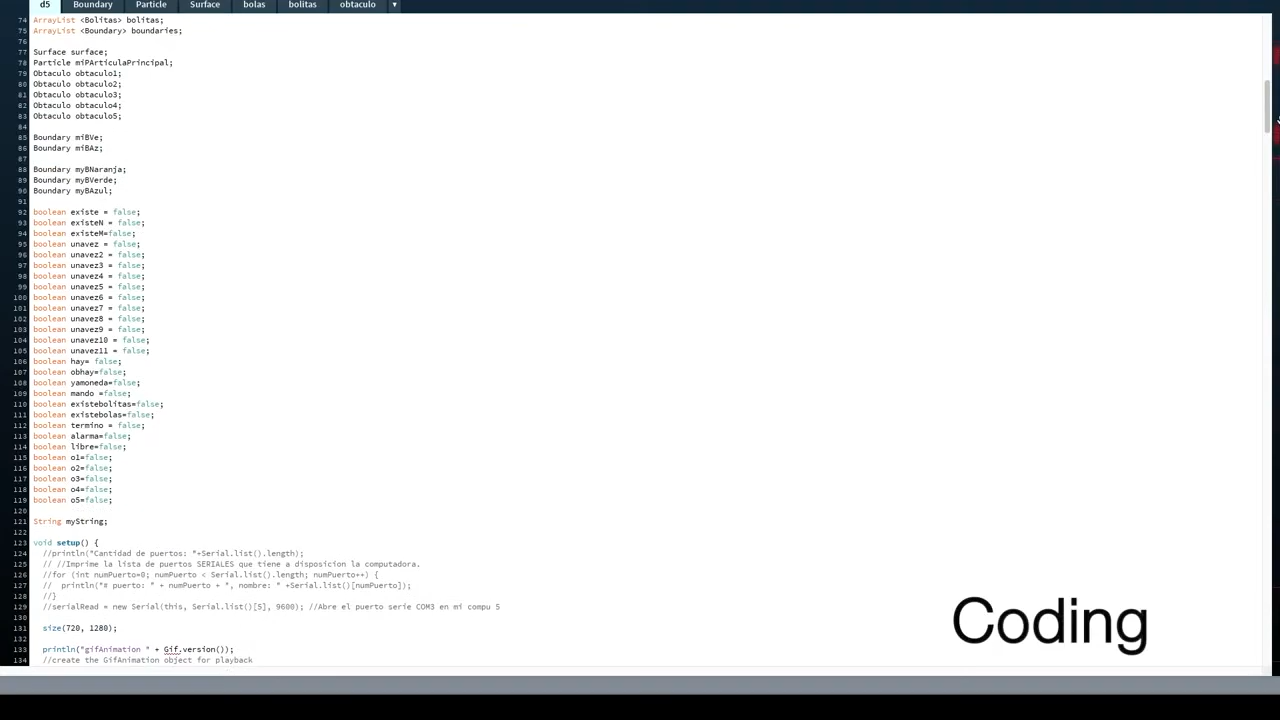 d5 Boundary Particle Surface bolas bolitas obtaculo ▼
74 ArrayList <Bolitas> bolitas;
75 ArrayList <Boundary> boundaries;
76
77 Surface surface;
78 Particle miPArticulaPrincipal;
79 Obtaculo obtaculo1;
80 Obtaculo obtaculo2;
81 Obtaculo obtaculo3;
82 Obtaculo obtaculo4;
83 Obtaculo obtaculo5;
84
85 Boundary miBVe;
86 Boundary miBAz;
87
88 Boundary myBNaranja;
89 Boundary myBVerde;
90 Boundary myBAzul;
91
92 boolean existe = false;
93 boolean existeN = false;
94 boolean existeM=false;
95 boolean unavez = false;
96 boolean unavez2 = false;
97 boolean unavez3 = false;
98 boolean unavez4 = false;
99 boolean unavez5 = false;
100 boolean unavez6 = false;
101 boolean unavez7 = false;
102 boolean unavez8 = false;
103 boolean unavez9 = false;
104 boolean unavez10 = false;
105 boolean unavez11 = false;
106 boolean hay= false;
107 boolean obhay=false;
108 boolean yamoneda=false;
109 boolean mando =false;
110 boolean existebolitas=false;
111 boolean existebolas=false;
112 boolean termino = false;
113 boolean alarma=false;
114 boolean libre=false;
115 boolean o1=false;
116 boolean o2=false;
117 boolean o3=false;
118 boolean o4=false;
119 boolean o5=false;
120
121 String myString;
122
123 void setup() {
124 //println("Cantidad de puertos: "+Serial.list().length);
125 // //Imprime la lista de puertos SERIALES que tiene a disposicion la computadora.
126 //for (int numPuerto=0; numPuerto < Serial.list().length; numPuerto++) {
127 //  println("# puerto: " + numPuerto + ", nombre: " +Serial.list()[numPuerto]);
128 //}
129 //serialRead = new Serial(this, Serial.list()[5], 9600); //Abre el puerto serie COM3 en mi compu 5
130
131 size(720, 1280);
132
133 println("gifAnimation " + Gif.version());
134 //create the GifAnimation object for playback
Coding